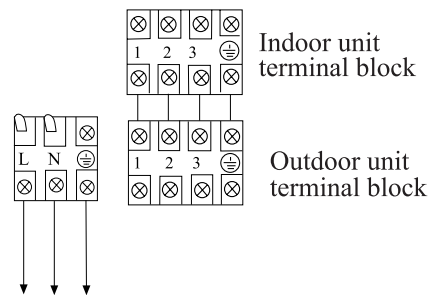 1 2 3
Indoor unit
terminal block
L N
1 2 3
Outdoor unit
terminal block